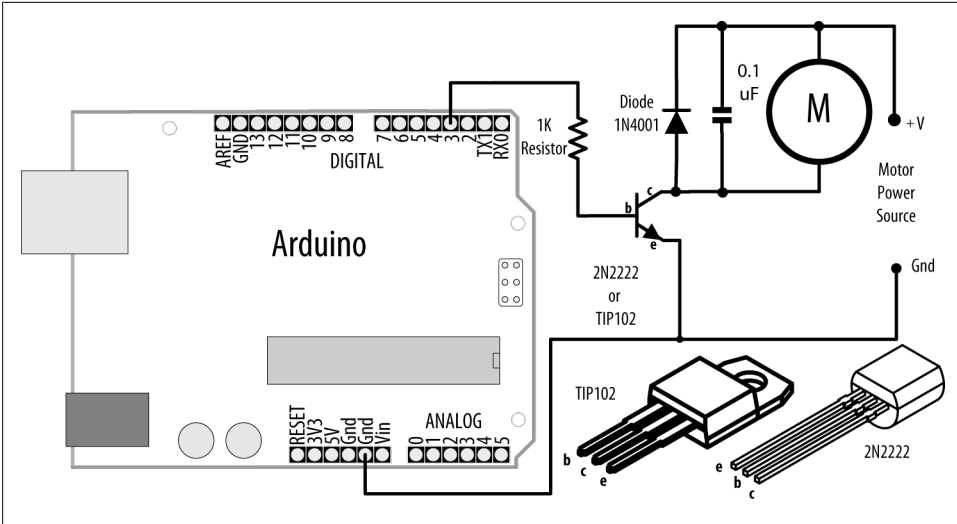 AREF
GND
13
12
11
10
9
8
7
6
5
4
3
2
TX1
RX0
DIGITAL
Arduino
1K
Resistor
Diode
1N4001
0.1
uF
M
+V
Motor
Power
Source
Gnd
c
b
e
2N2222
or
TIP102
RESET
3V3
5V
Gnd
Gnd
Vin
ANALOG
0
1
2
3
4
5
TIP102
b
c
e
2N2222
e
b
c